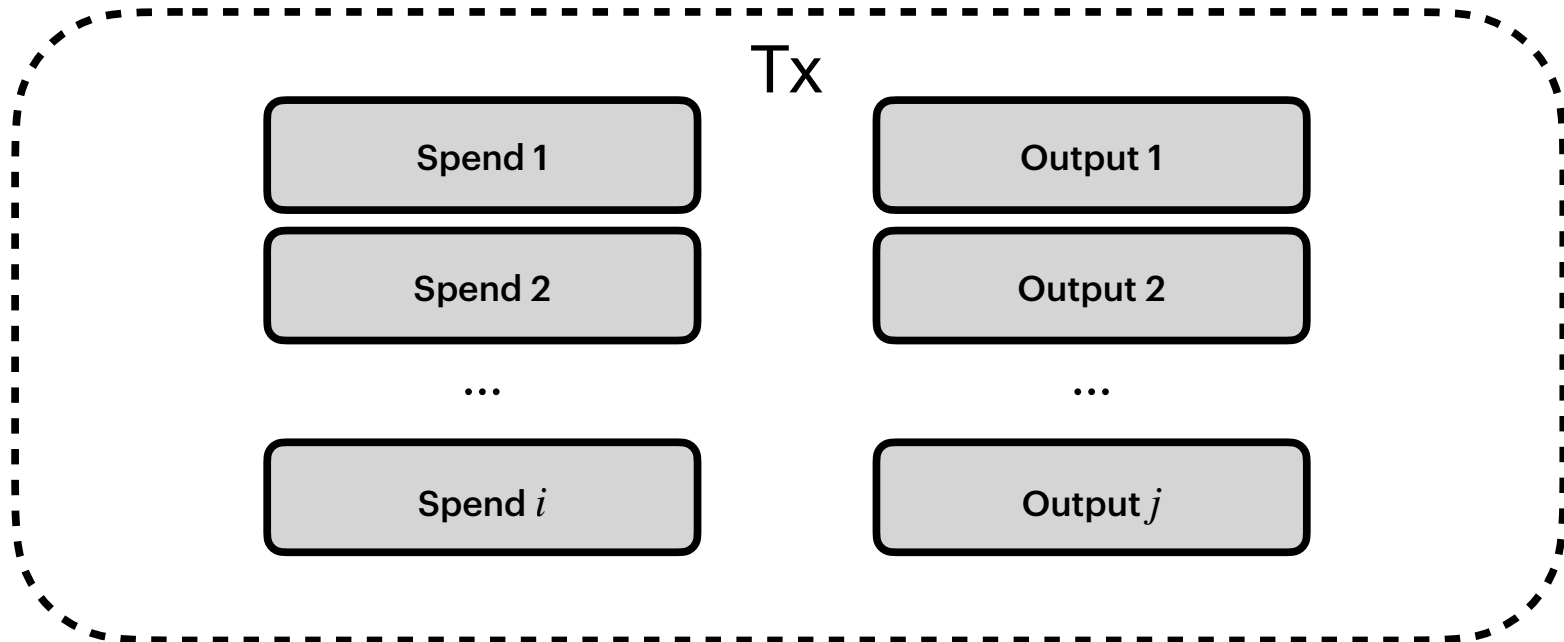 Tx
Spend 1
Output 1
Spend 2
Output 2
...
...
Spend i
Output j